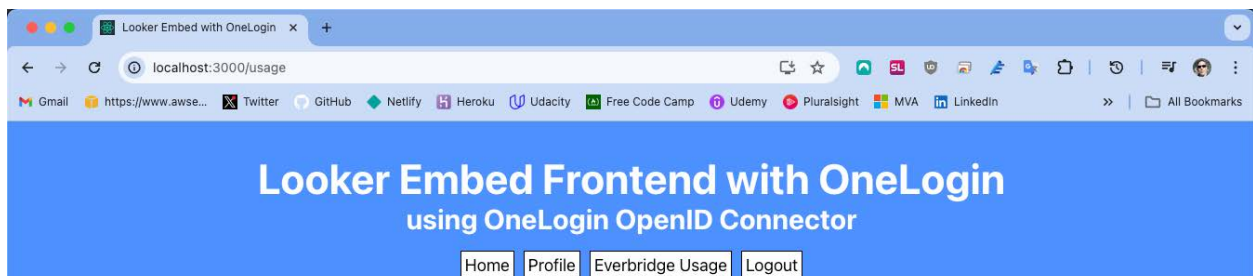 Looker Embed with OneLogin
localhost:3000/usage
SL
Gmail https://www.awse... Twitter GitHub Netlify Heroku Udacity Free Code Camp Udemy Pluralsight MVA LinkedIn » All Bookmarks
Looker Embed Frontend with OneLogin
using OneLogin OpenID Connector
Home Profile Everbridge Usage Logout